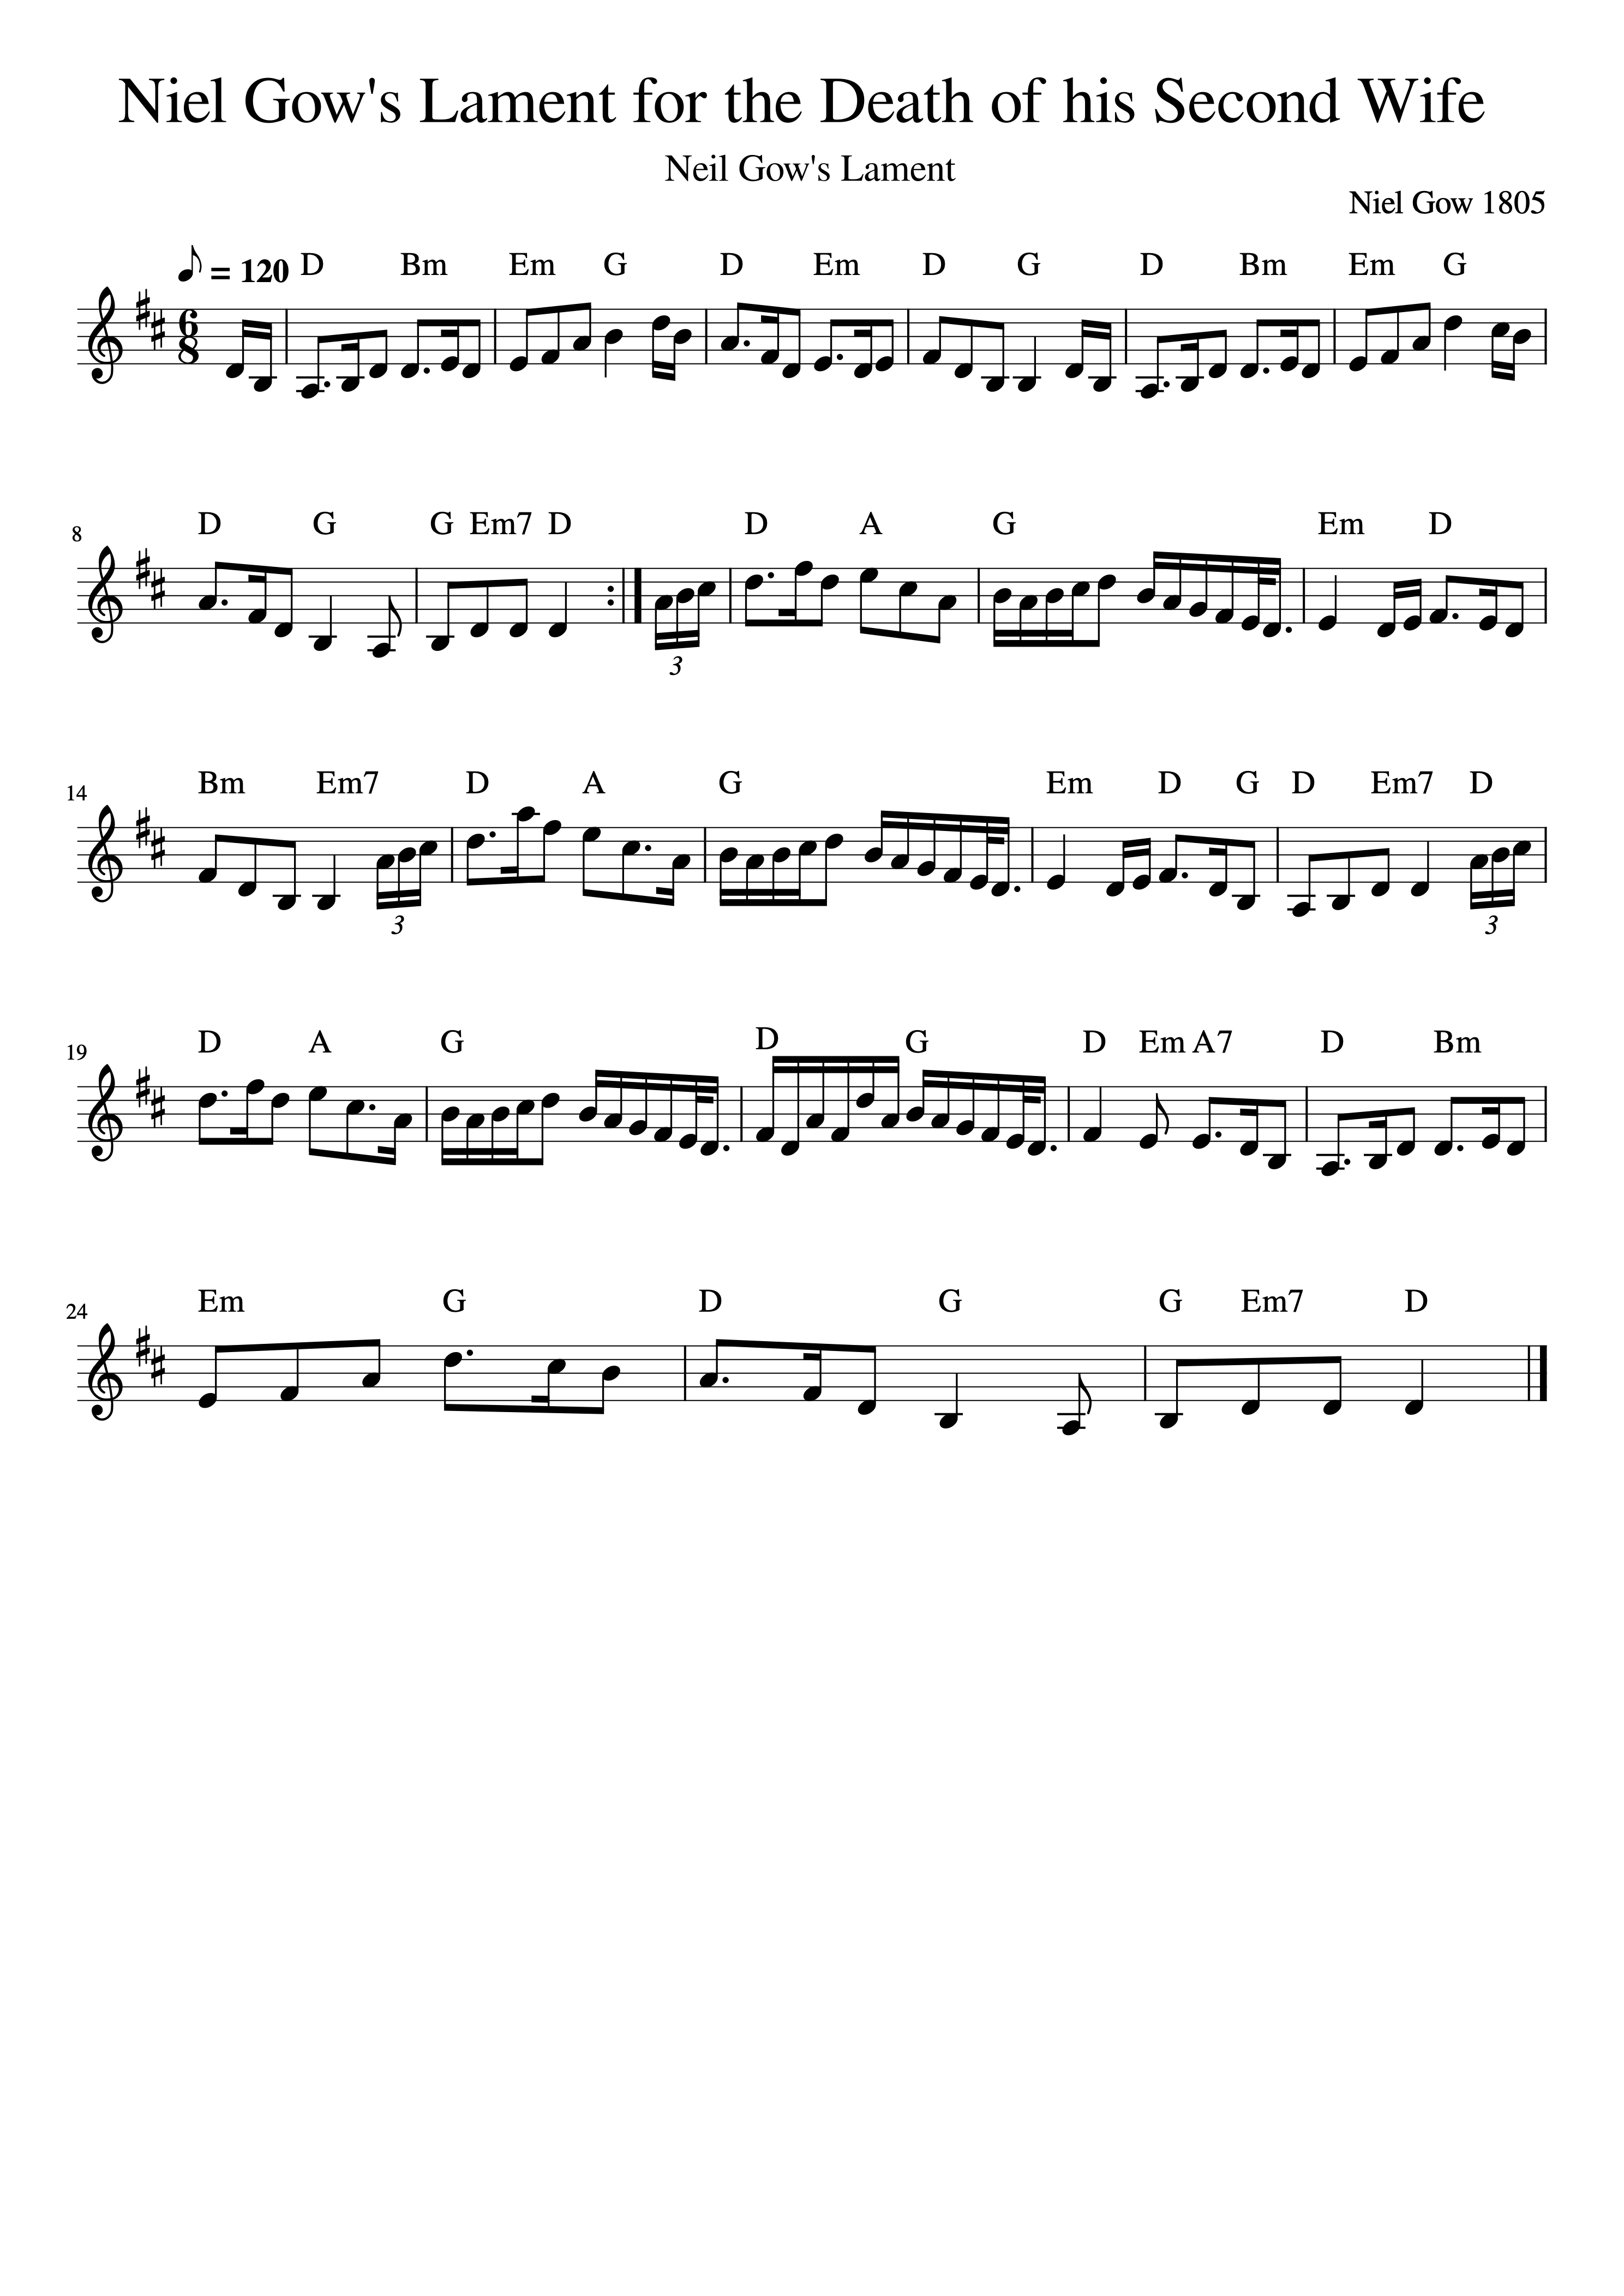 Niel Gow's Lament for the Death of his Second Wife
Neil Gow's Lament
Niel Gow 1805
= 120 D Bm Em G D Em D G D Bm Em G
6
8
8 D G G Em7 D D A G Em D
3
14 Bm Em7 D A G Em D G D Em7 D
3 3
19 D A G D G D Em A7 D Bm
24 Em G D G G Em7 D